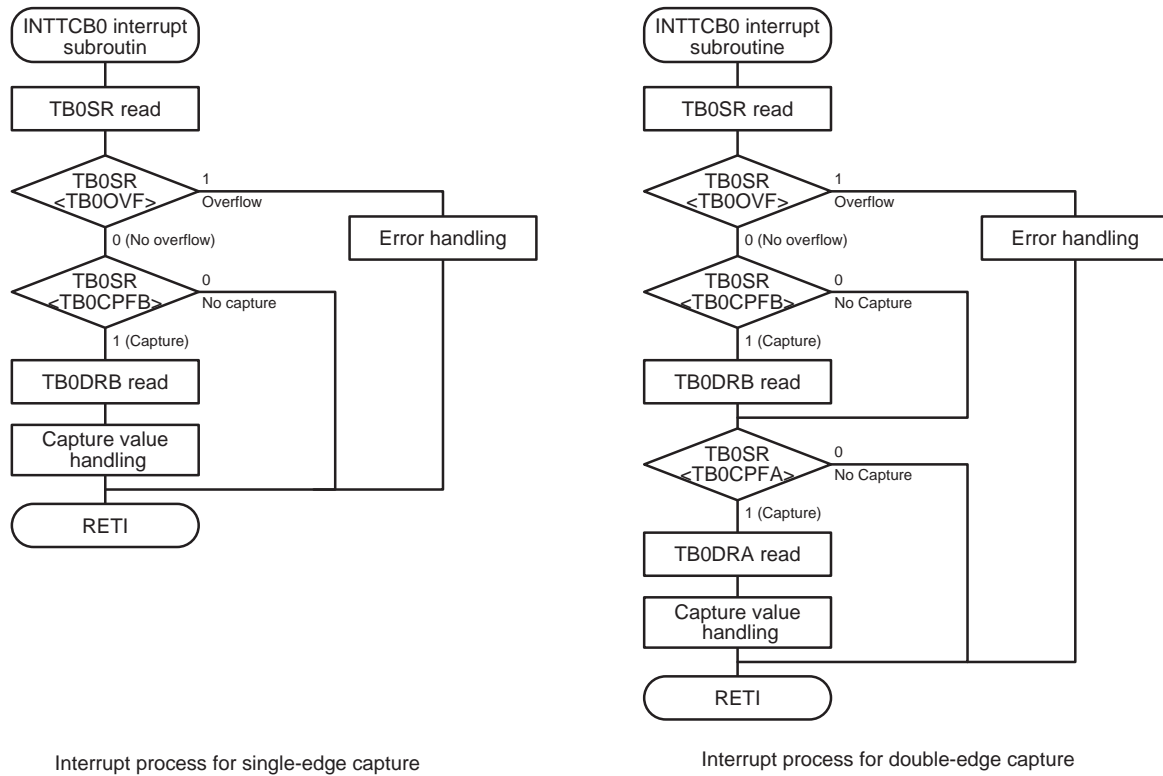 INTTCB0 interrupt
subroutin
TB0SR read
TB0SR
<TB0OVF>
1
Overflow
0 (No overflow)
Error handling
TB0SR
<TB0CPFB>
0
No capture
1 (Capture)
TB0DRB read
Capture value
handling
RETI
Interrupt process for single-edge capture
INTTCB0 interrupt
subroutine
TB0SR read
TB0SR
<TB0OVF>
1
Overflow
0 (No overflow)
Error handling
TB0SR
<TB0CPFB>
0
No Capture
1 (Capture)
TB0DRB read
TB0SR
<TB0CPFA>
0
No Capture
1 (Capture)
TB0DRA read
Capture value
handling
RETI
Interrupt process for double-edge capture